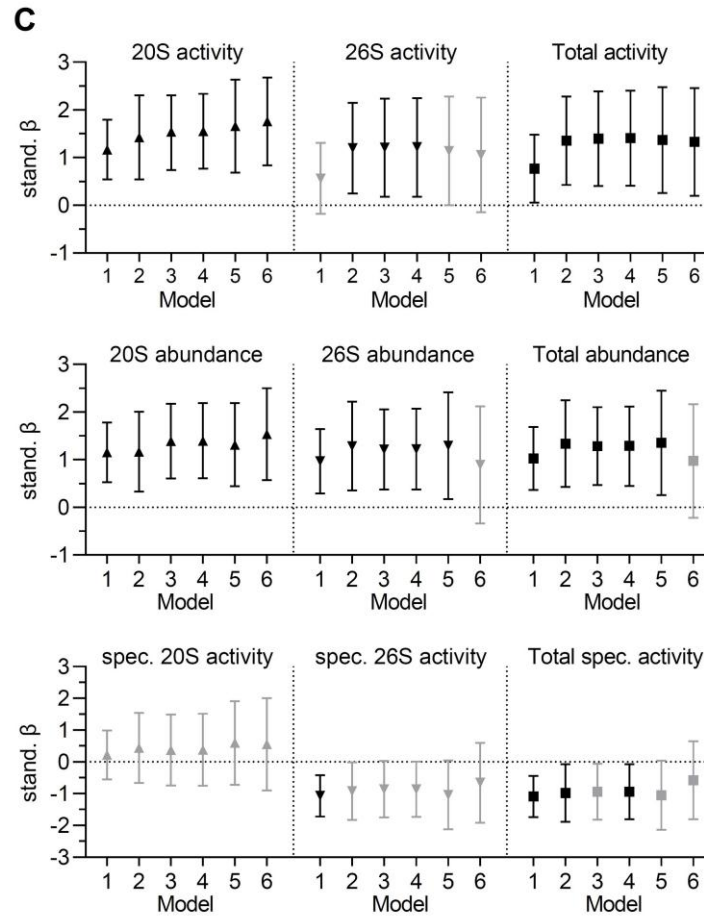 C
20S activity 26S activity Total activity
3
2
1
0
-1
stand. β
1 2 3 4 5 6 1 2 3 4 5 6 1 2 3 4 5 6
Model Model Model
20S abundance 26S abundance Total abundance
3
2
1
0
-1
stand. β
1 2 3 4 5 6 1 2 3 4 5 6 1 2 3 4 5 6
Model Model Model
spec. 20S activity spec. 26S activity Total spec. activity
3
2
1
0
-1
-2
-3
stand. β
1 2 3 4 5 6 1 2 3 4 5 6 1 2 3 4 5 6
Model Model Model